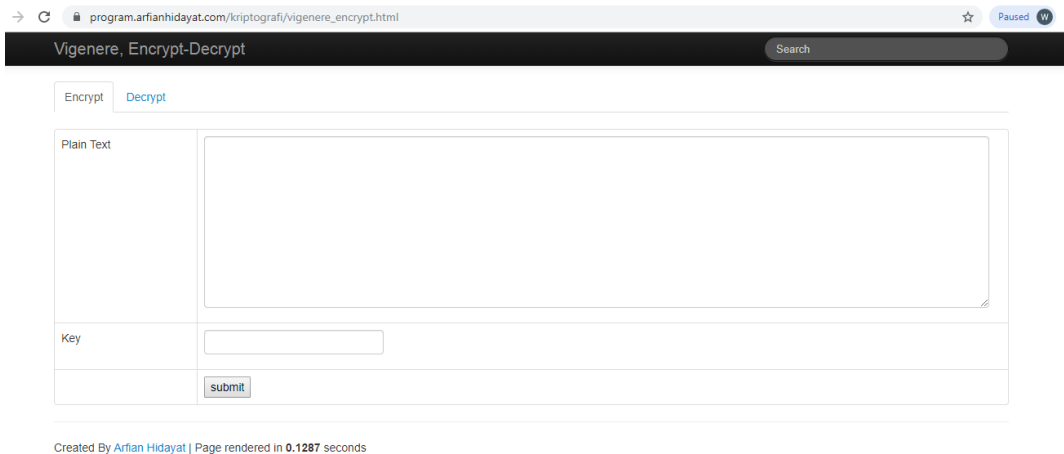 program.arfianhidayat.com/kriptografi/vigenere_encrypt.html
Paused W
Vigenere, Encrypt-Decrypt
Search
Encrypt Decrypt
Plain Text
Key
submit
Created By Arfian Hidayat | Page rendered in 0.1287 seconds